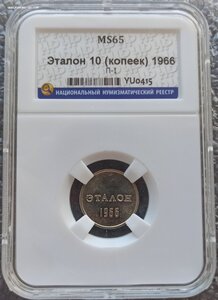 MS65
Эталон 10 (копеек) 1966
П-1
YU0415
НАЦИОНАЛЬНЫЙ НУМИЗМАТИЧЕСКИЙ РЕЕСТР
ЭТАЛОН
1966